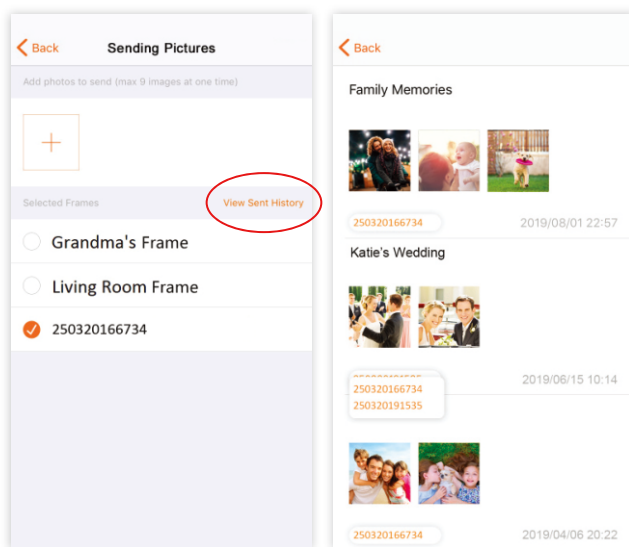 Back
Sending Pictures
Add photos to send (max 9 images at one time)
Selected Frames
View Sent History
Grandma's Frame
Living Room Frame
250320166734
Back
Family Memories
250320166734
2019/08/01 22:57
Katie's Wedding
2019/06/15 10:14
250320166734
250320191535
250320166734
2019/04/06 20:22